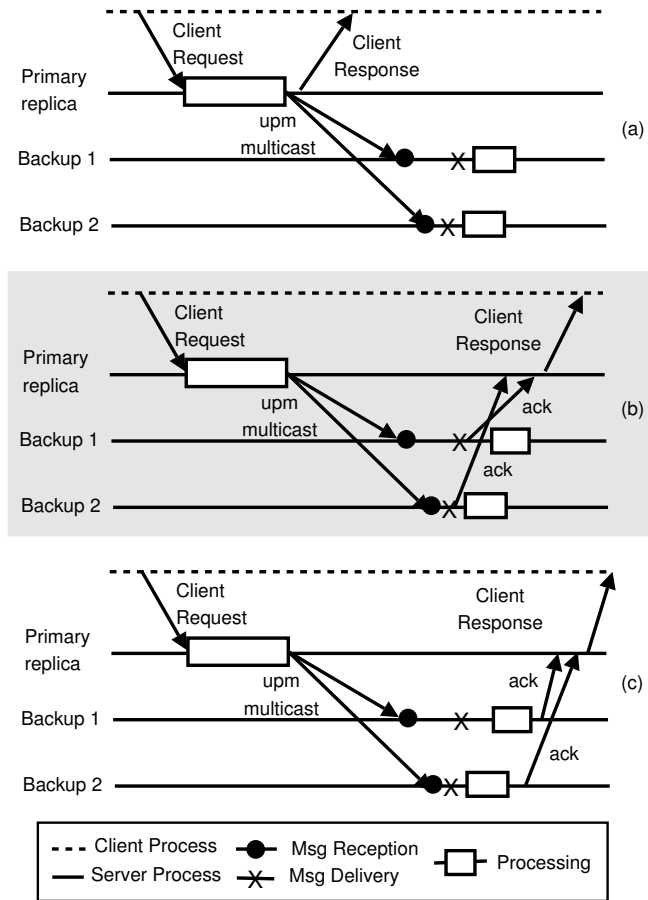 Client
Request
Client
Response
Primary
replica
upm
multicast
(a)
Backup 1
Backup 2
Client
Request
Client
Response
Primary
replica
upm
multicast
ack
(b)
Backup 1
ack
Backup 2
Client
Request
Client
Response
Primary
replica
upm
multicast
ack
(c)
Backup 1
ack
Backup 2
Client Process
Msg Reception
Processing
Server Process
Msg Delivery